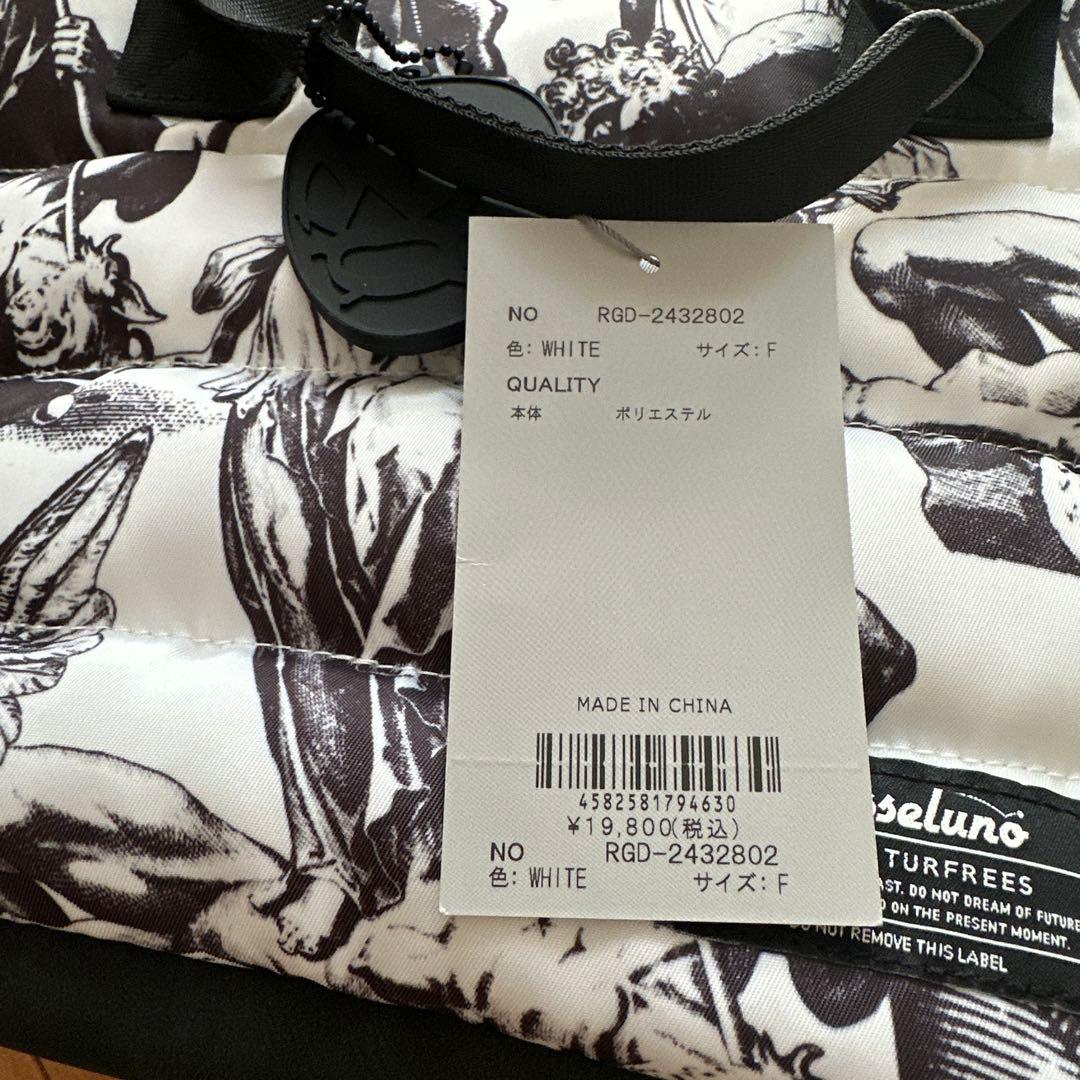 NO RGD-2432802
色: WHITE サイズ: F
QUALITY
本体 ポリエステル
MADE IN CHINA
4582581794630
¥19,800(税込)
NO RGD-2432802
色: WHITE サイズ: F
seluno
TURFREES
AST. DO NOT DREAM OF FUTURE
ON THE PRESENT MOMENT.
DO NOT REMOVE THIS LABEL